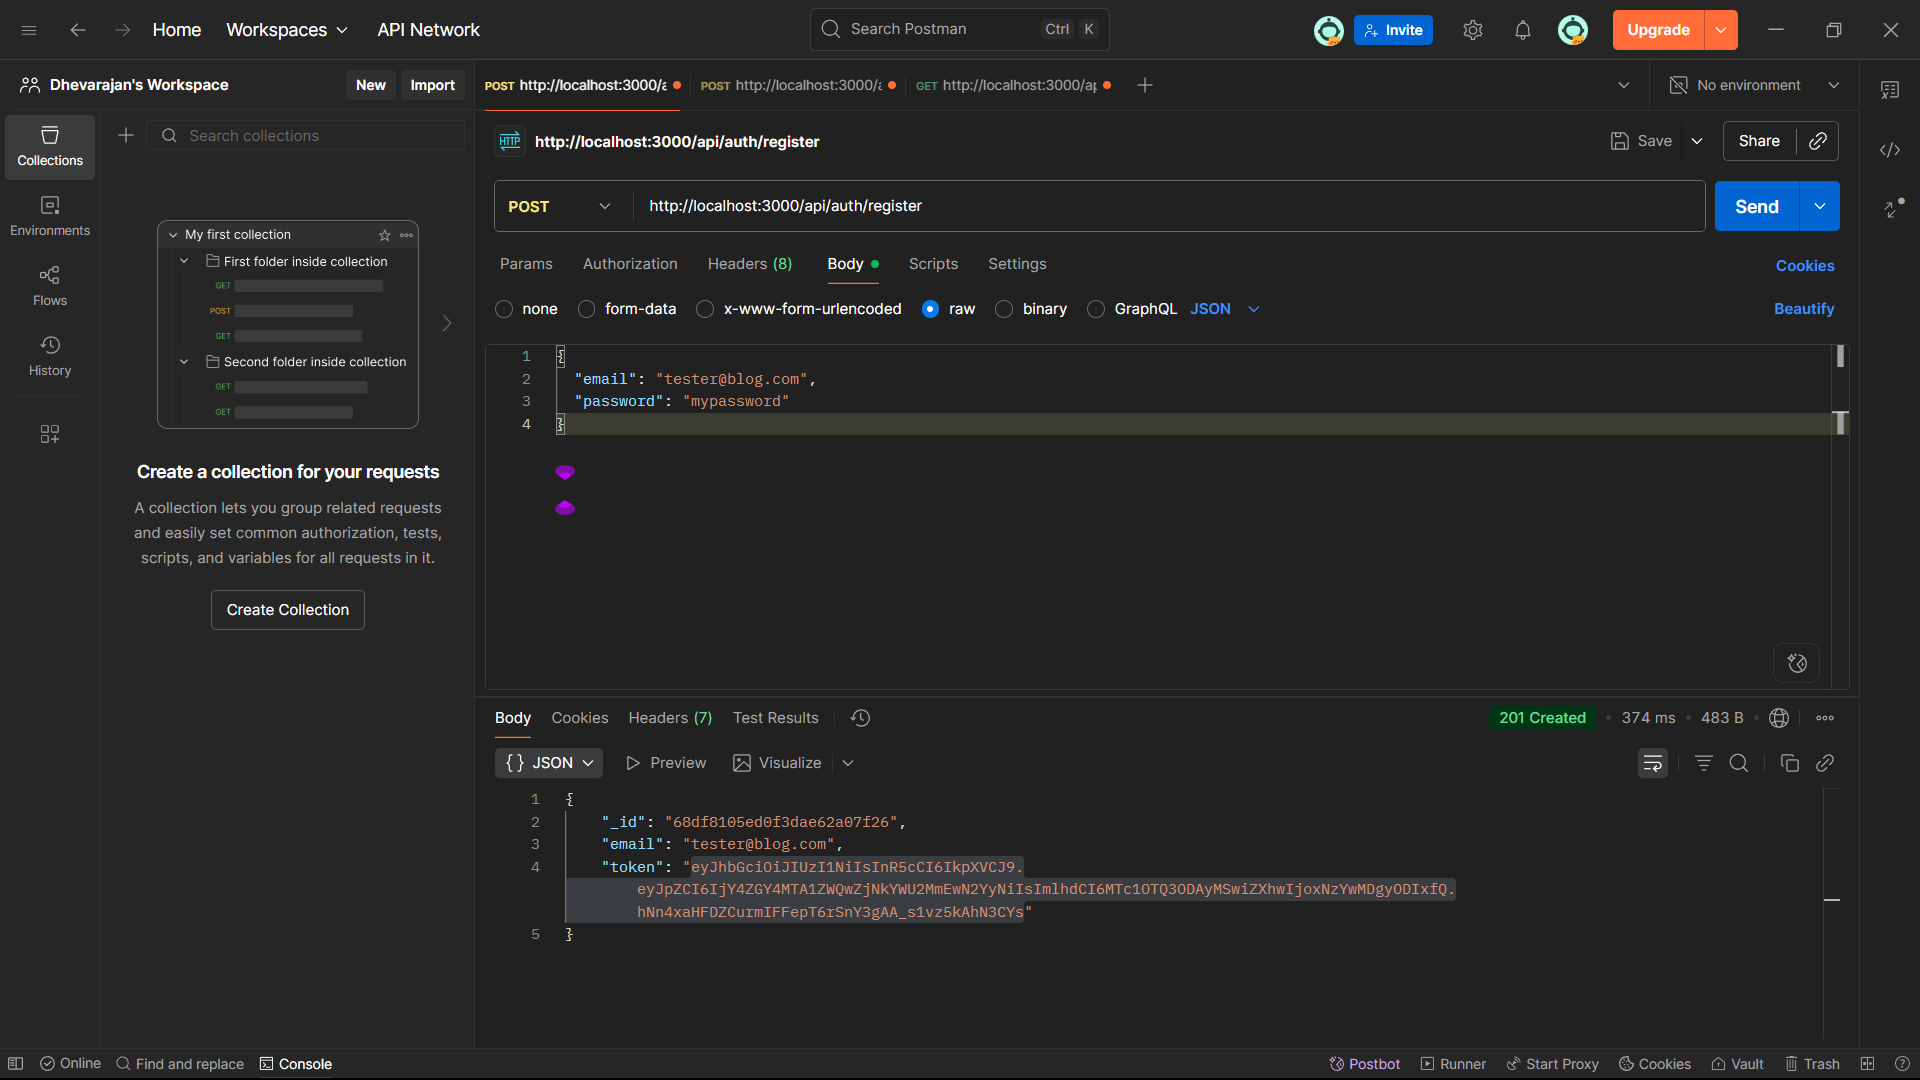 Home Workspaces API Network Search Postman Ctrl K Invite Upgrade
Dhevarajan's Workspace New Import POST http://localhost:3000/a POST http://localhost:3000/a GET http://localhost:3000/ap No environment
Collections
Search collections
HTTP http://localhost:3000/api/auth/register Save Share
POST http://localhost:3000/api/auth/register Send
Environments
My first collection
First folder inside collection
GET
POST
GET
Second folder inside collection
GET
GET
Flows
History
Params Authorization Headers (8) Body Scripts Settings Cookies
none form-data x-www-form-urlencoded raw binary GraphQL JSON Beautify
1 {
2 "email": "tester@blog.com",
3 "password": "mypassword"
4 }
Create a collection for your requests
A collection lets you group related requests
and easily set common authorization, tests,
scripts, and variables for all requests in it.
Create Collection
Body Cookies Headers (7) Test Results 201 Created 374 ms 483 B
{} JSON Preview Visualize
1 {
2 "_id": "68df8105ed0f3dae62a07f26",
3 "email": "tester@blog.com",
4 "token": "eyJhbGciOiJIUzI1NiIsInR5cCI6IkpXVCJ9.
eyJpZCI6IjY4ZGY4MTA1ZWQwZjNkYWU2MmEwN2YyNiIsImlhdCI6MTc1OTQ3ODAyMSwiZXhwIjoxNzYwMDgyODIxfQ.
hNn4xaHFDZCurmIFFepT6rSnY3gAA_s1vz5kAhN3CYs"
5 }
Online Find and replace Console Postbot Runner Start Proxy Cookies Vault Trash